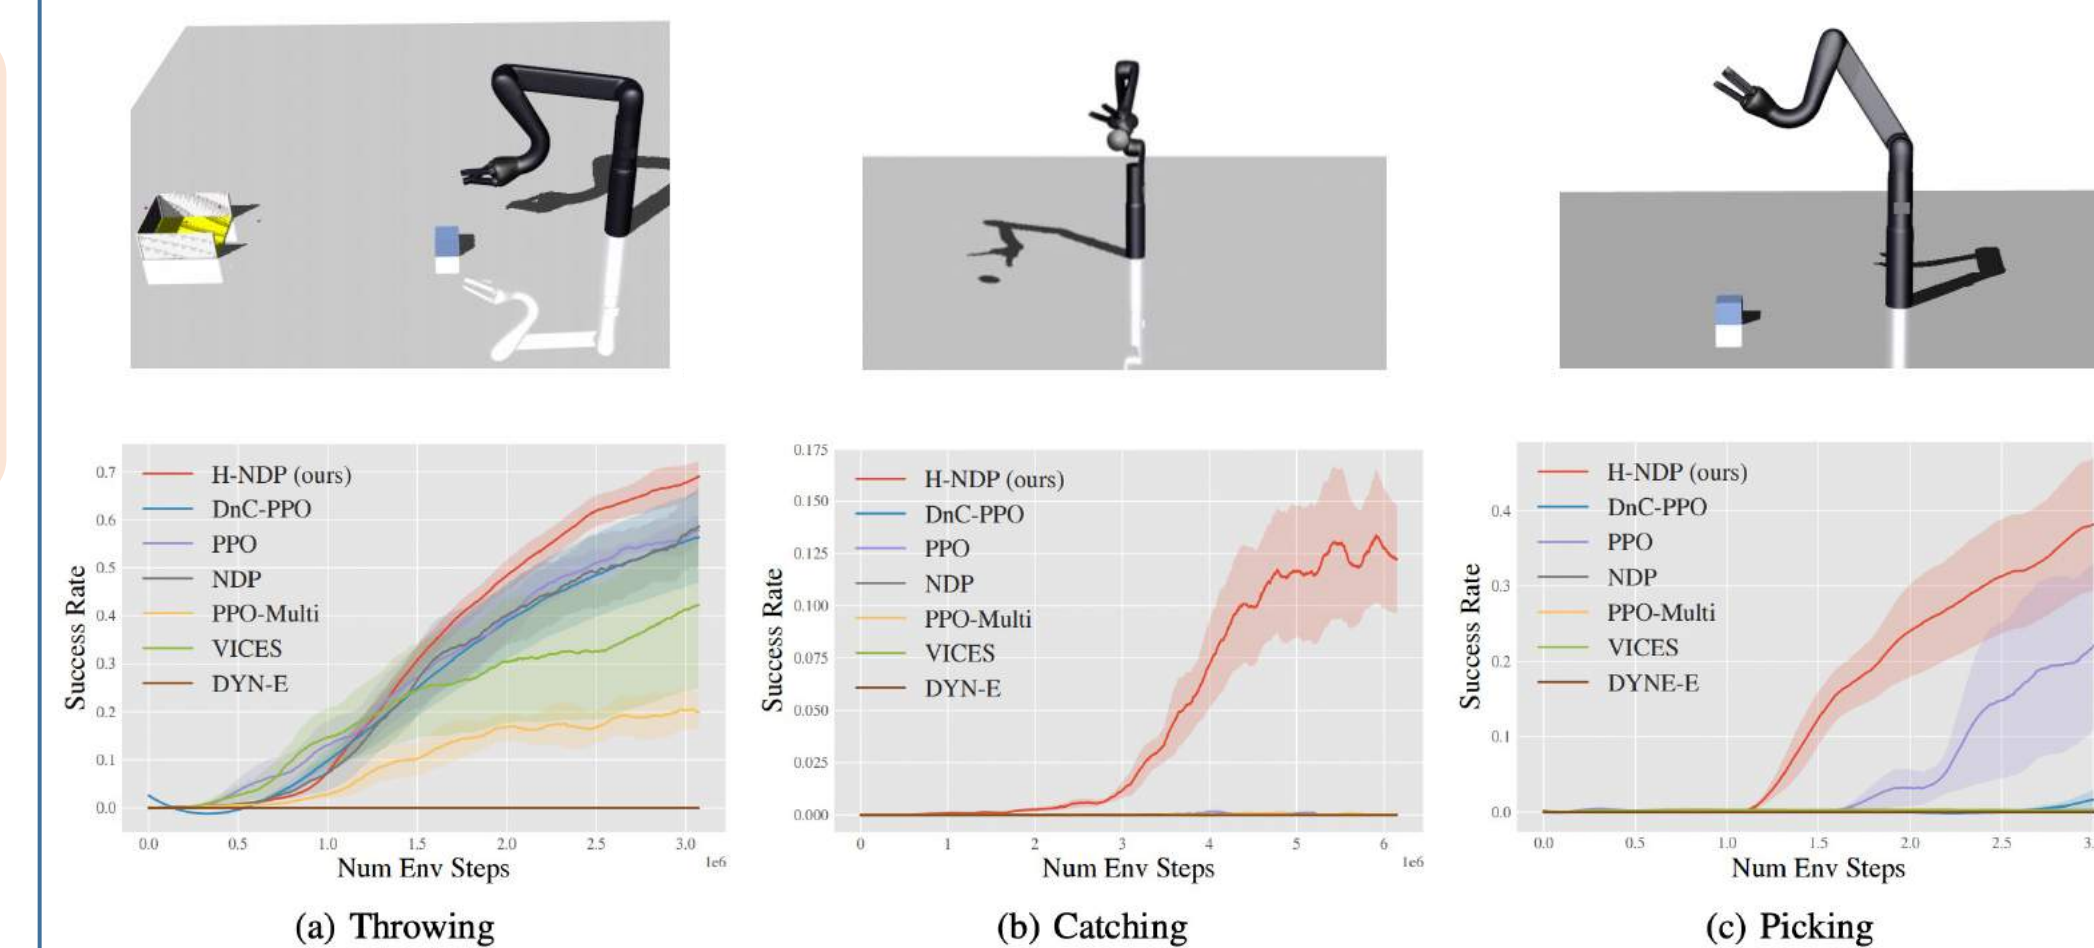 0.7
0.6
0.5
0.4
0.3
0.2
0.1
0.0
Success Rate
H-NDP (ours)
DnC-PPO
PPO
NDP
PPO-Multi
VICES
DYN-E
0.0 0.5 1.0 1.5 2.0 2.5 3.0
1e6
Num Env Steps
(a) Throwing
0.175
0.150
0.125
0.100
0.075
0.050
0.025
0.000
Success Rate
H-NDP (ours)
DnC-PPO
PPO
NDP
PPO-Multi
VICES
DYN-E
0 1 2 3 4 5 6
1e6
Num Env Steps
(b) Catching
0.4
0.3
0.2
0.1
0.0
Success Rate
H-NDP (ours)
DnC-PPO
PPO
NDP
PPO-Multi
VICES
DYNE-E
0.0 0.5 1.0 1.5 2.0 2.5 3.
Num Env Steps
(c) Picking